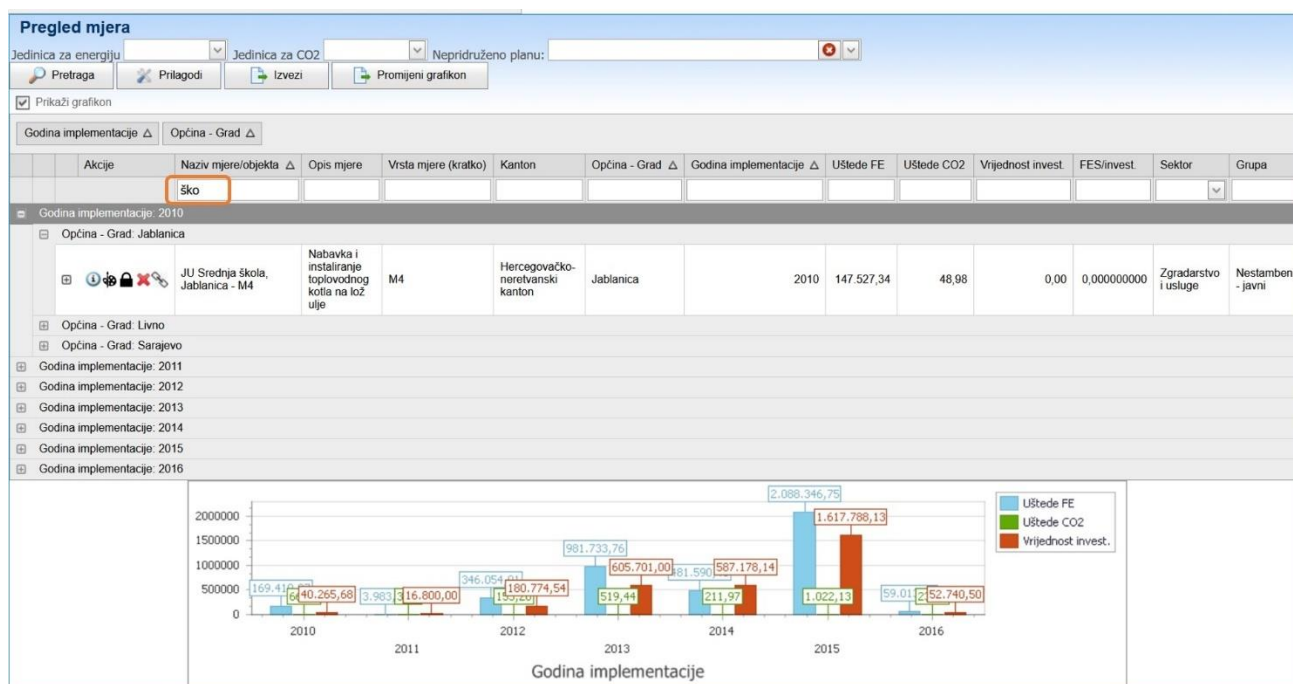 Pregled mjera
Jedinica za energiju Jedinica za CO2 Nepridruženo planu:
Pretraga Prilagodi Izvezi Promijeni grafikon
Prikaži grafikon
Godina implementacije Općina - Grad
Akcije Naziv mjere/objekta Opis mjere Vrsta mjere (kratko) Kanton Općina - Grad Godina implementacije Uštede FE Uštede CO2 Vrijednost invest. FES/invest. Sektor Grupa
ško
Godina implementacije: 2010
Općina - Grad: Jablanica
JU Srednja škola,
Jablanica - M4
Nabavka i
instaliranje
toplovodnog
kotla na lož
ulje
M4
Hercegovačko-
neretvanski
kanton
Jablanica
2010
147.527,34
48,98
0,00
0,000000000
Zgradarstvo
i usluge
Nestamben
- javni
Općina - Grad: Livno
Općina - Grad: Sarajevo
Godina implementacije: 2011
Godina implementacije: 2012
Godina implementacije: 2013
Godina implementacije: 2014
Godina implementacije: 2015
Godina implementacije: 2016
2000000
1500000
1000000
500000
0
40.265,68
16.800,00
180.774,54
981.733,76
519,44
605.701,00
211,97
587.178,14
2.088.346,75
1.022,13
1.617.788,13
52.740,50
2010 2012 2014 2016
2011 2013 2015
Godina implementacije
Uštede FE
Uštede CO2
Vrijednost invest.